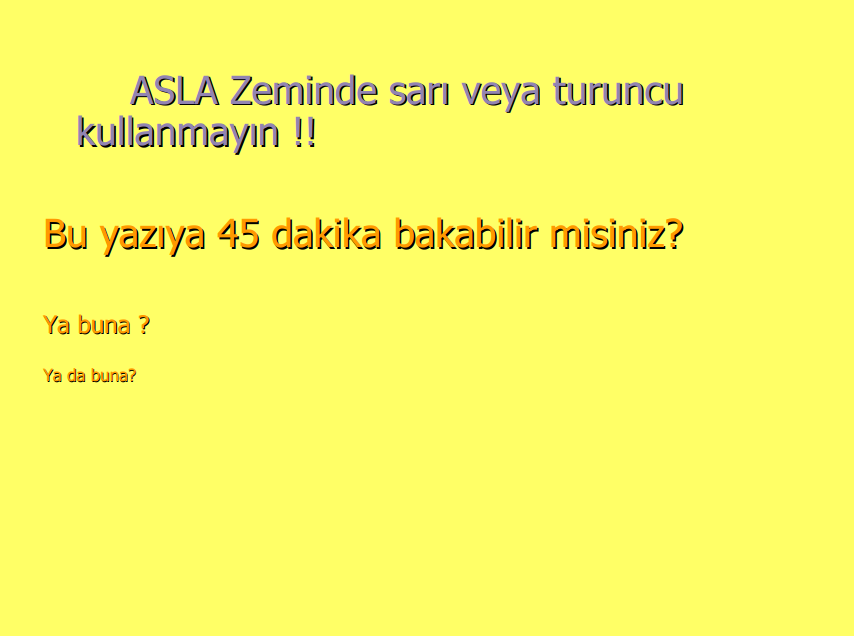 ASLA Zeminde sarı veya turuncu
kullanmayın !!
Bu yazıya 45 dakika bakabilir misiniz?
Ya buna ?
Ya da buna?